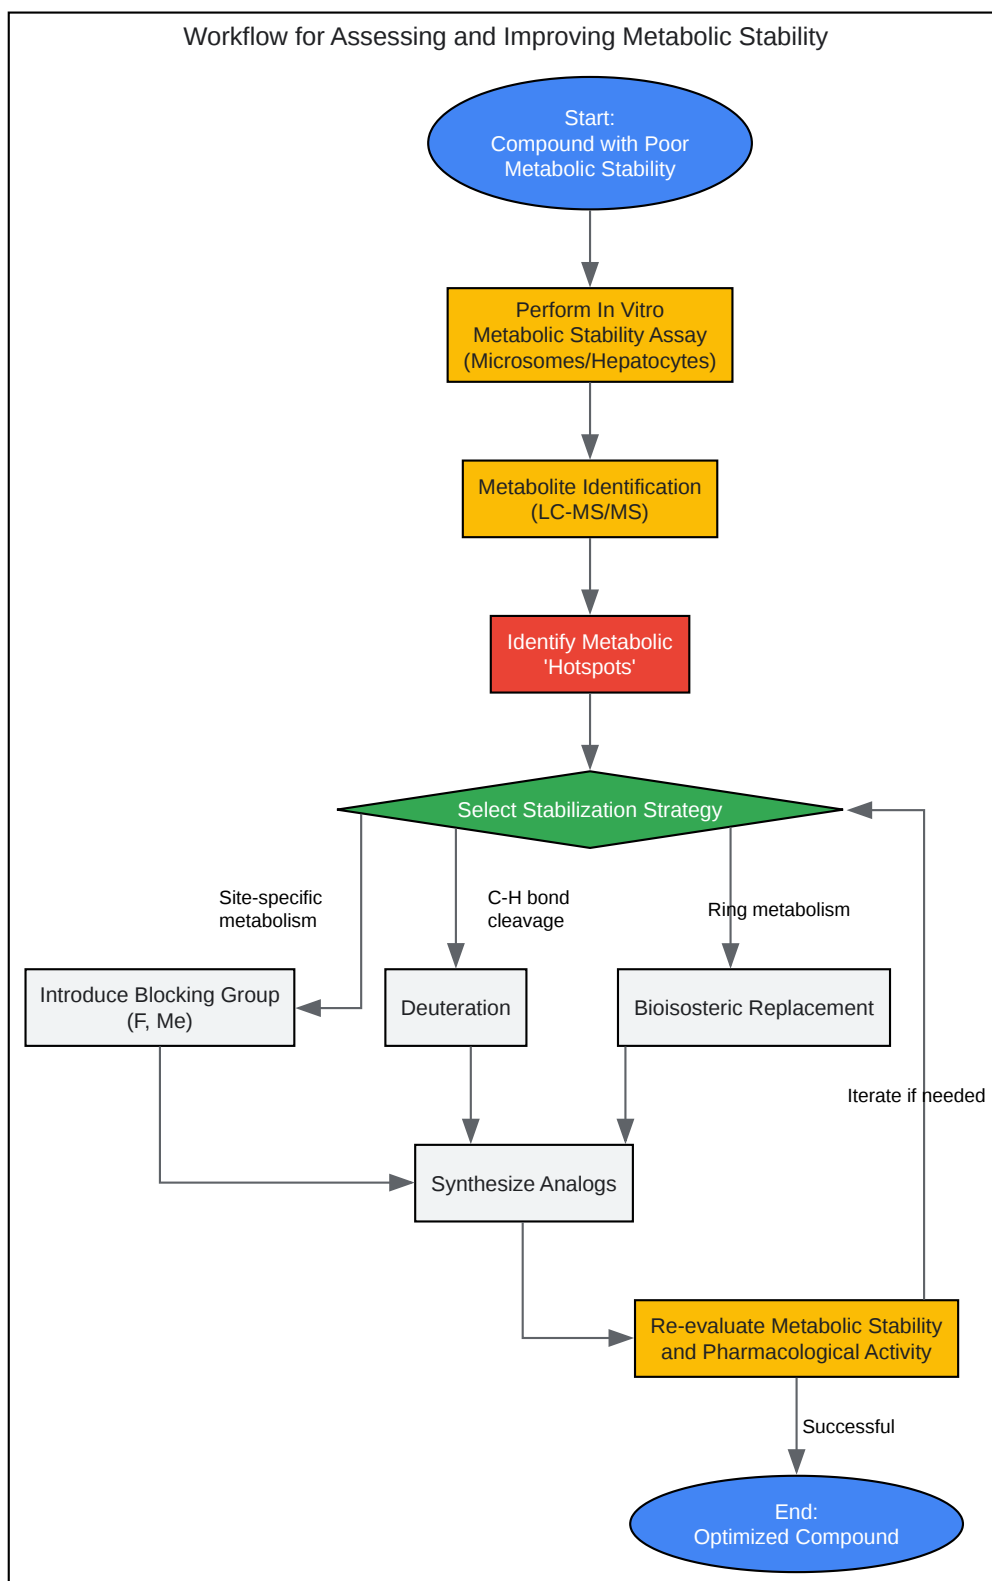 Workflow for Assessing and Improving Metabolic Stability
Start:
Compound with Poor
Metabolic Stability
Perform In Vitro
Metabolic Stability Assay
(Microsomes/Hepatocytes)
Metabolite Identification
(LC-MS/MS)
Identify Metabolic
'Hotspots'
Select Stabilization Strategy
Site-specific
metabolism
C-H bond
cleavage
Ring metabolism
Introduce Blocking Group
(F, Me)
Deuteration
Bioisosteric Replacement
Iterate if needed
Synthesize Analogs
Re-evaluate Metabolic Stability
and Pharmacological Activity
Successful
End:
Optimized Compound